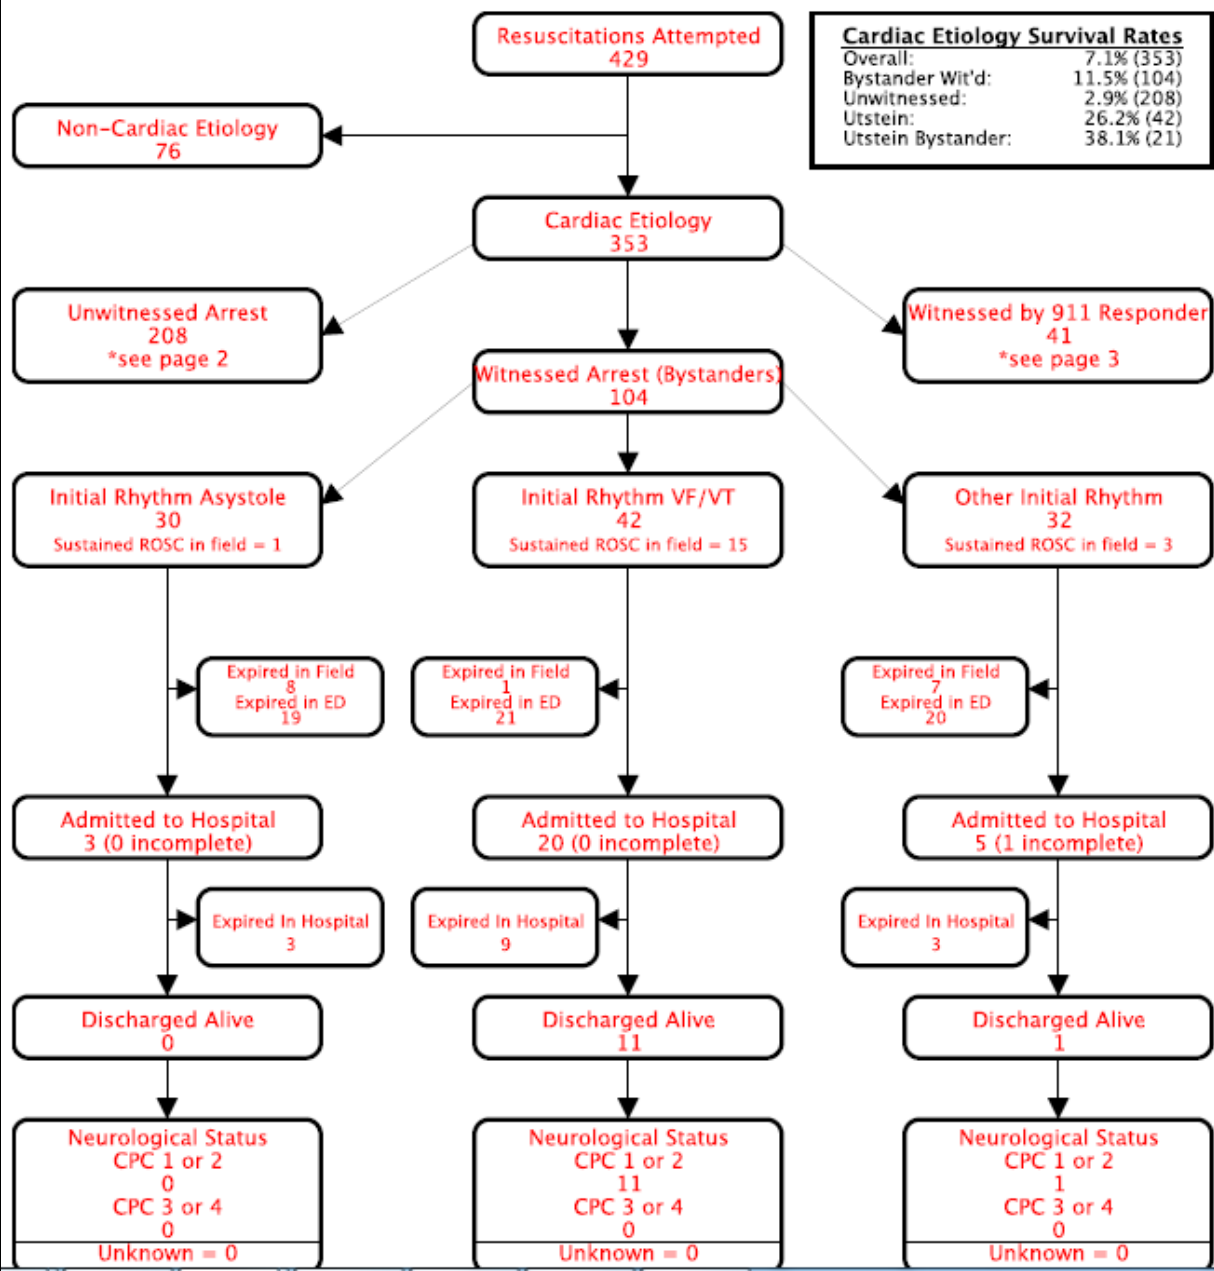 Resuscitations Attempted
429
Cardiac Etiology Survival Rates
Overall: 7.1% (353)
Bystander Wit'd: 11.5% (104)
Unwitnessed: 2.9% (208)
Utstein: 26.2% (42)
Utstein Bystander: 38.1% (21)
Non-Cardiac Etiology
76
Cardiac Etiology
353
Unwitnessed Arrest
208
*see page 2
Witnessed by 911 Responder
41
*see page 3
Witnessed Arrest (Bystanders)
104
Initial Rhythm Asystole
30
Sustained ROSC in field = 1
Initial Rhythm VF/VT
42
Sustained ROSC in field = 15
Other Initial Rhythm
32
Sustained ROSC in field = 3
Expired in Field
8
Expired in ED
19
Expired in Field
1
Expired in ED
21
Expired in Field
7
Expired in ED
20
Admitted to Hospital
3 (0 incomplete)
Admitted to Hospital
20 (0 incomplete)
Admitted to Hospital
5 (1 incomplete)
Expired In Hospital
3
Expired In Hospital
9
Expired In Hospital
3
Discharged Alive
0
Discharged Alive
11
Discharged Alive
1
Neurological Status
CPC 1 or 2
0
CPC 3 or 4
0
Unknown = 0
Neurological Status
CPC 1 or 2
11
CPC 3 or 4
0
Unknown = 0
Neurological Status
CPC 1 or 2
1
CPC 3 or 4
0
Unknown = 0